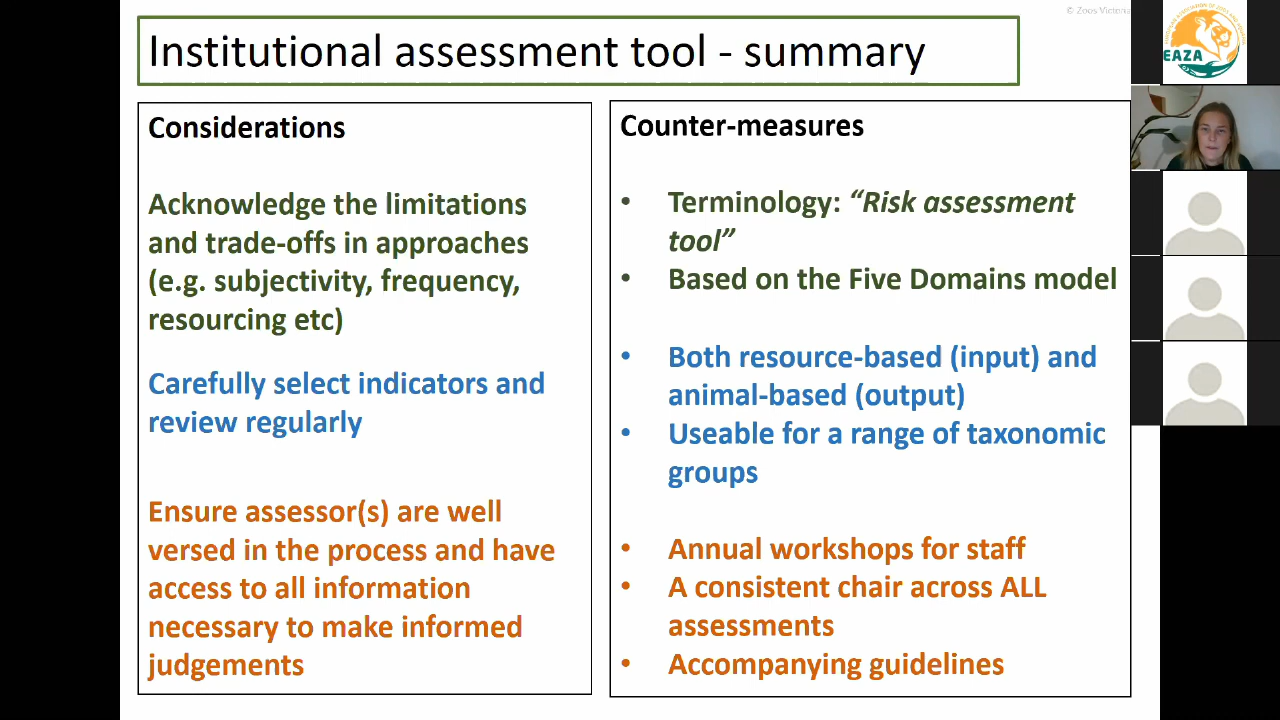 © Zoos Victoria
Institutional assessment tool - summary
EAZA
Considerations
Acknowledge the limitations
and trade-offs in approaches
(e.g. subjectivity, frequency,
resourcing etc)
Carefully select indicators and
review regularly
Ensure assessor(s) are well
versed in the process and have
access to all information
necessary to make informed
judgements
Counter-measures
• Terminology: “Risk assessment
tool”
• Based on the Five Domains model
• Both resource-based (input) and
animal-based (output)
• Useable for a range of taxonomic
groups
• Annual workshops for staff
• A consistent chair across ALL
assessments
• Accompanying guidelines